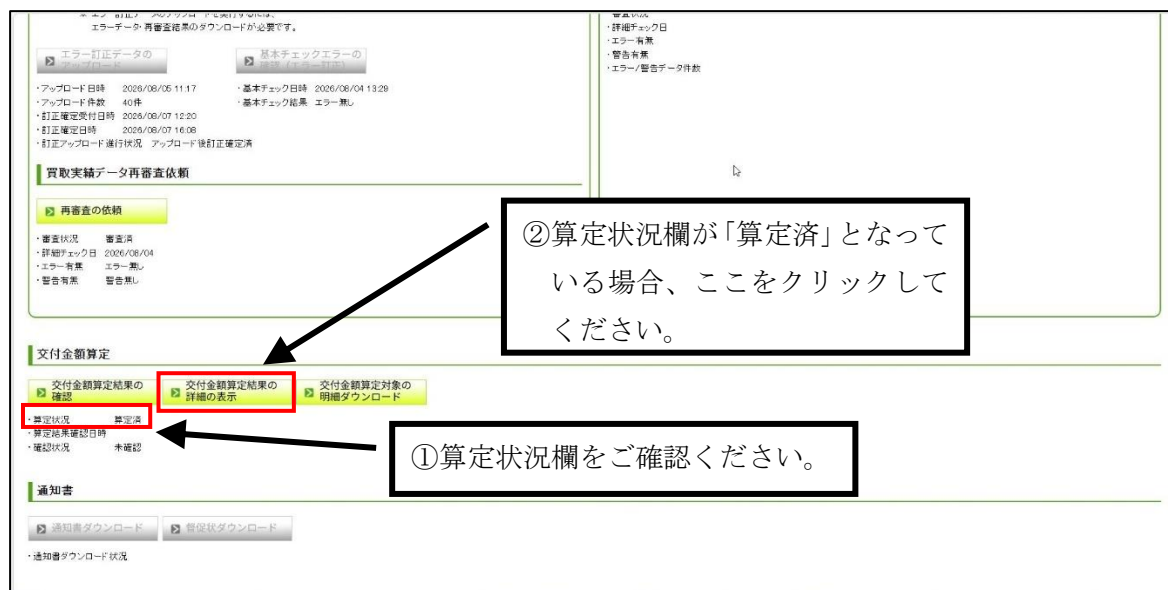 エラーデータ・再審査結果のダウンロードが必要です。
エラー訂正データの
アップロード
基本チェックエラーの
・アップロード日時 2026/08/05 11:17
・アップロード件数 40件
・訂正確定受付日時 2026/08/07 12:20
・訂正確定日時 2026/08/07 16:08
・訂正アップロード進行状況 アップロード後訂正確定済
・基本チェック日時 2026/08/04 13:29
・基本チェック結果 エラー無し
買取実績データ再審査依頼
再審査の依頼
・審査状況 審査済
・詳細チェック日 2026/08/04
・エラー有無 エラー無し
・警告有無 警告無し
審査状況
・詳細チェック日
・エラー有無
・警告有無
・エラー/警告データ件数
②算定状況欄が「算定済」となって
いる場合、ここをクリックして
ください。
交付金額算定
交付金額算定結果の
確認
交付金額算定結果の
詳細の表示
交付金額算定対象の
明細ダウンロード
・算定状況 算定済
・算定結果確認日時
・確認状況 未確認
①算定状況欄をご確認ください。
通知書
通知書ダウンロード
督促状ダウンロード
・通知書ダウンロード状況